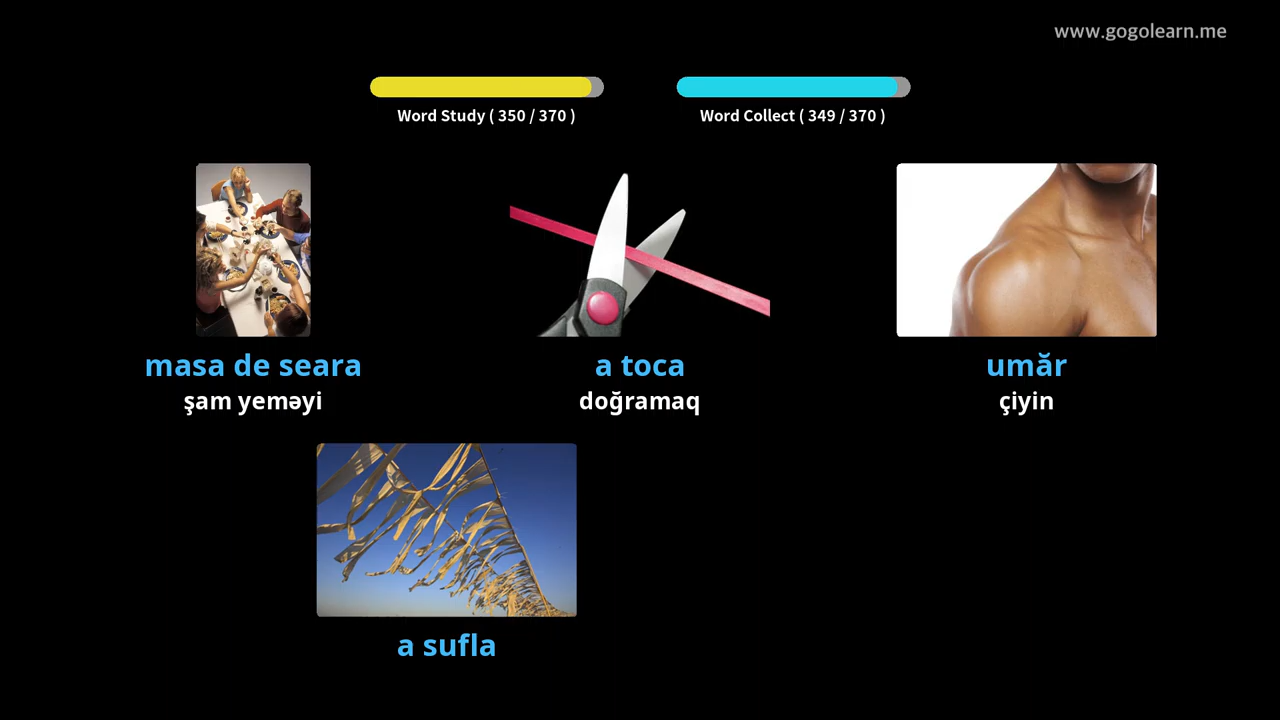 www.gogolearn.me
Word Study ( 350 / 370 )
Word Collect ( 349 / 370 )
masa de seara
şam yeməyi
a toca
doğramaq
umăr
çiyin
a sufla